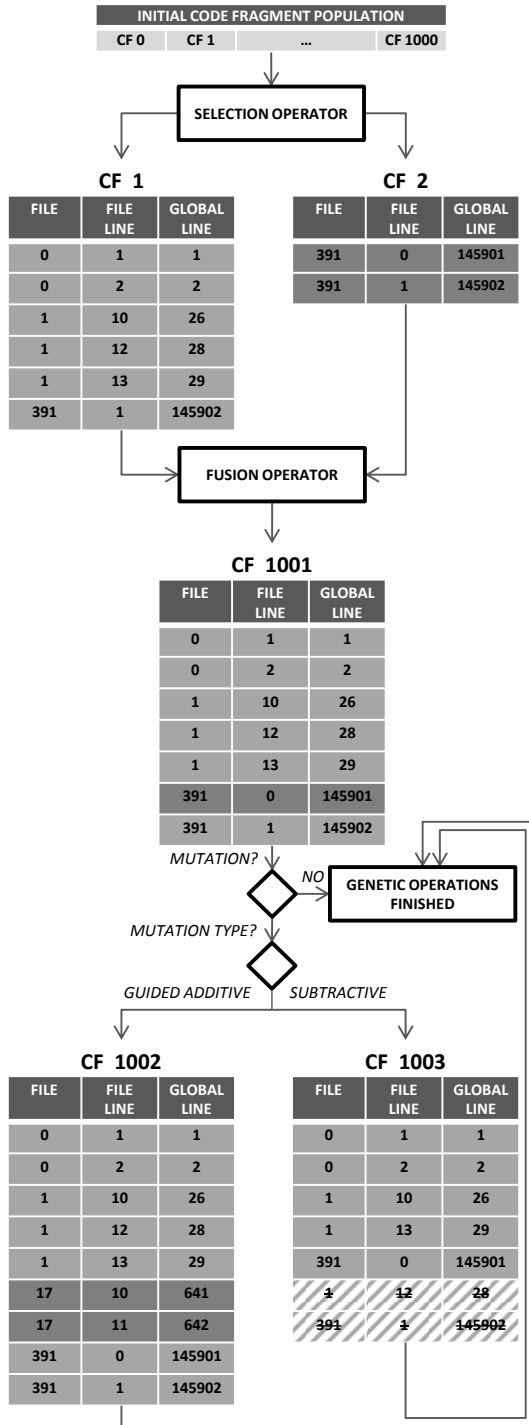 INITIAL CODE FRAGMENT POPULATION
CF 0 CF 1 ... CF 1000
SELECTION OPERATOR
CF 1
FILE FILE LINE GLOBAL LINE
0 1 1
0 2 2
1 10 26
1 12 28
1 13 29
391 1 145902
CF 2
FILE FILE LINE GLOBAL LINE
391 0 145901
391 1 145902
FUSION OPERATOR
CF 1001
FILE FILE LINE GLOBAL LINE
0 1 1
0 2 2
1 10 26
1 12 28
1 13 29
391 0 145901
391 1 145902
MUTATION?
NO
GENETIC OPERATIONS
FINISHED
MUTATION TYPE?
GUIDED ADDITIVE
SUBTRACTIVE
CF 1002
FILE FILE LINE GLOBAL LINE
0 1 1
0 2 2
1 10 26
1 12 28
1 13 29
17 10 641
17 11 642
391 0 145901
391 1 145902
CF 1003
FILE FILE LINE GLOBAL LINE
0 1 1
0 2 2
1 10 26
1 13 29
391 0 145901
1 12 28
391 1 145902